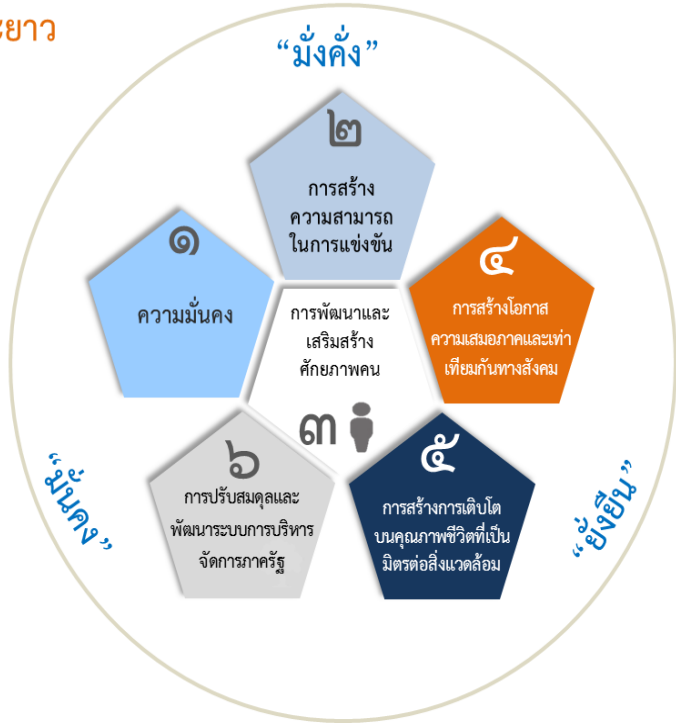 ะยาว
“มั่งคั่ง”
๒
การสร้าง
ความสามารถ
ในการแข่งขัน
๑
ความมั่นคง
๔
การสร้างโอกาส
ความเสมอภาคและเท่า
เทียมกันทางสังคม
การพัฒนาและ
เสริมสร้าง
ศักยภาพคน
๓
๖
การปรับสมดุลและ
พัฒนาระบบการบริหาร
จัดการภาครัฐ
๕
การสร้างการเติบโต
บนคุณภาพชีวิตที่เป็น
มิตรต่อสิ่งแวดล้อม
“มั่นคง”
“ยั่งยืน”